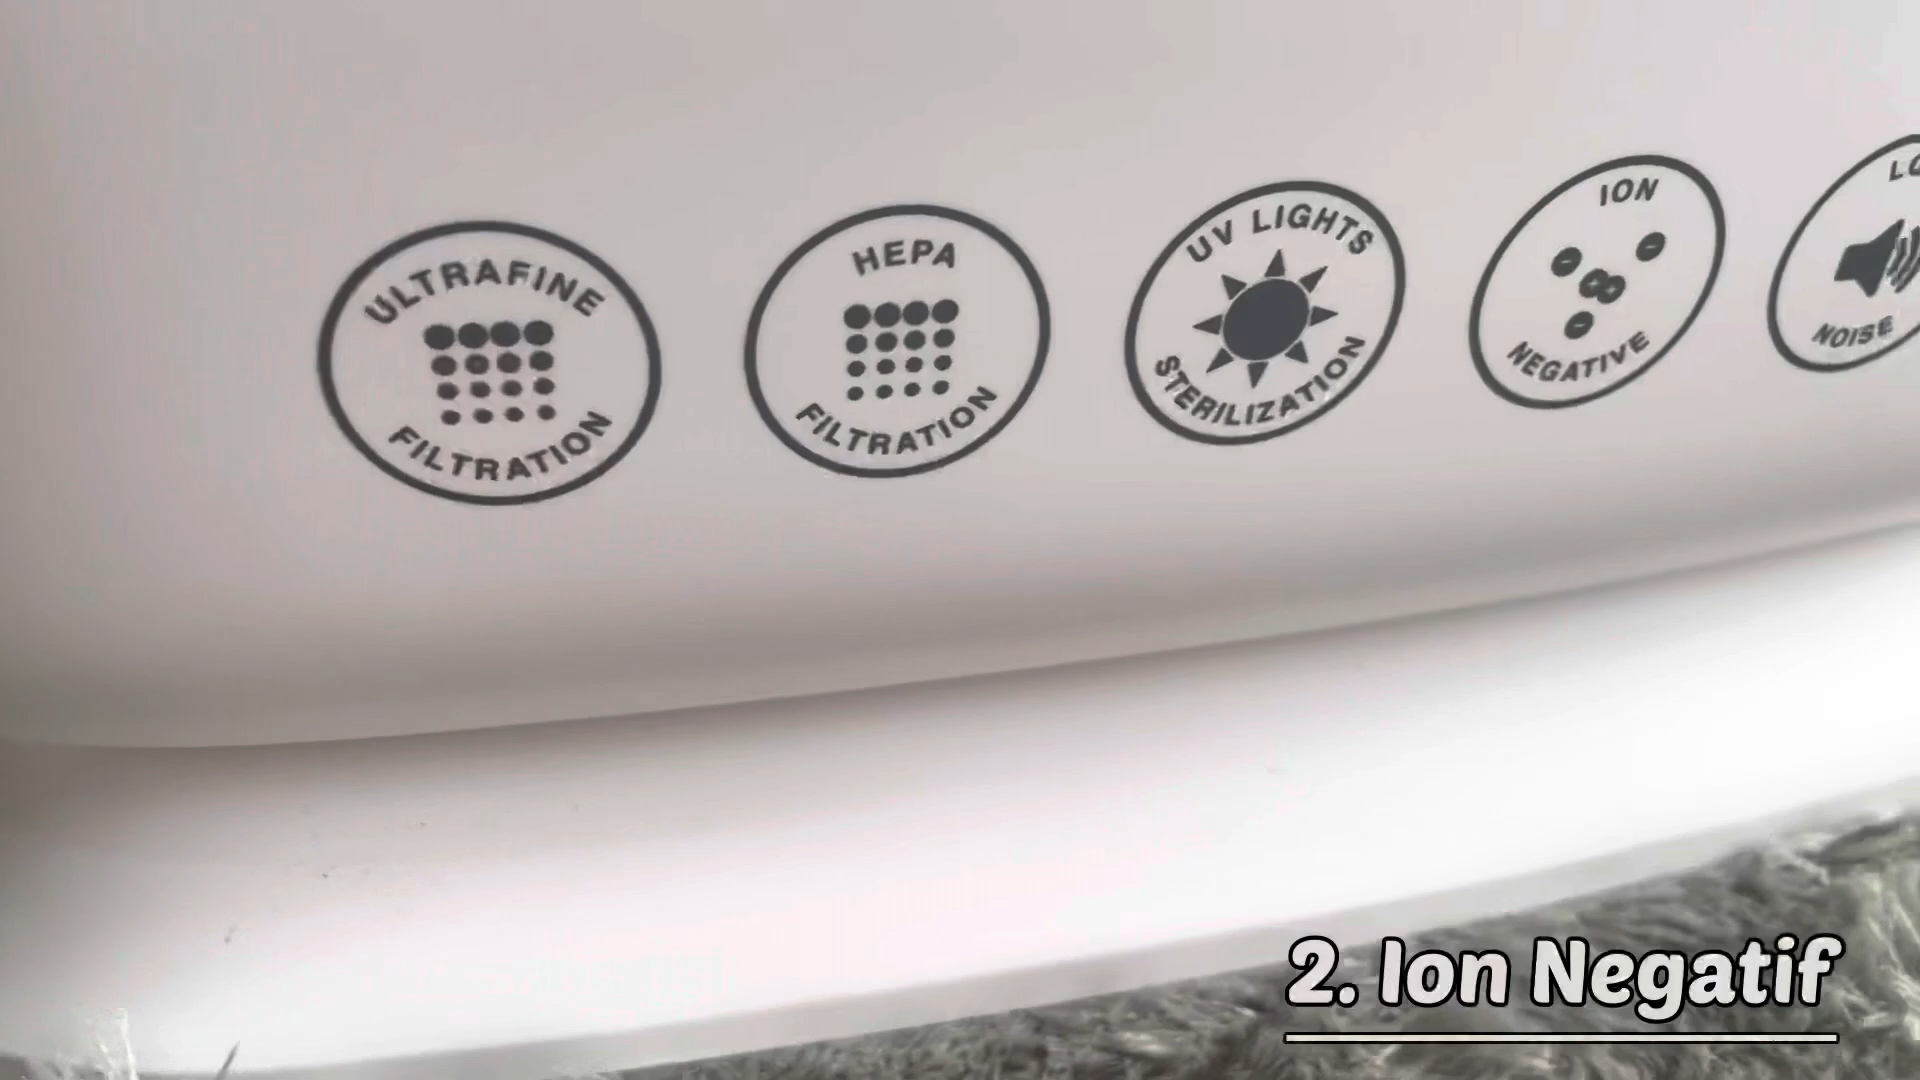 ULTRAFINE
FILTRATION
HEPA
FILTRATION
UV LIGHTS
STERILIZATION
ION
NEGATIVE
NOISE
2. Ion Negatif